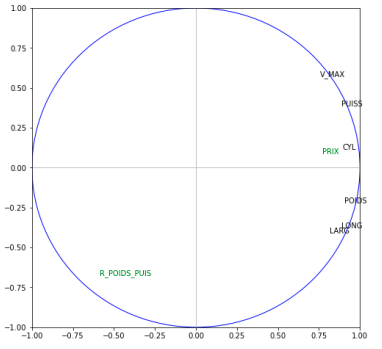 1.00
0.75
0.50
0.25
0.00
−0.25
−0.50
−0.75
−1.00
V_MAX
PUISS
CYL
PRIX
POIDS
LONG
LARG
R_POIDS_PUIS
−1.00 −0.75 −0.50 −0.25 0.00 0.25 0.50 0.75 1.00